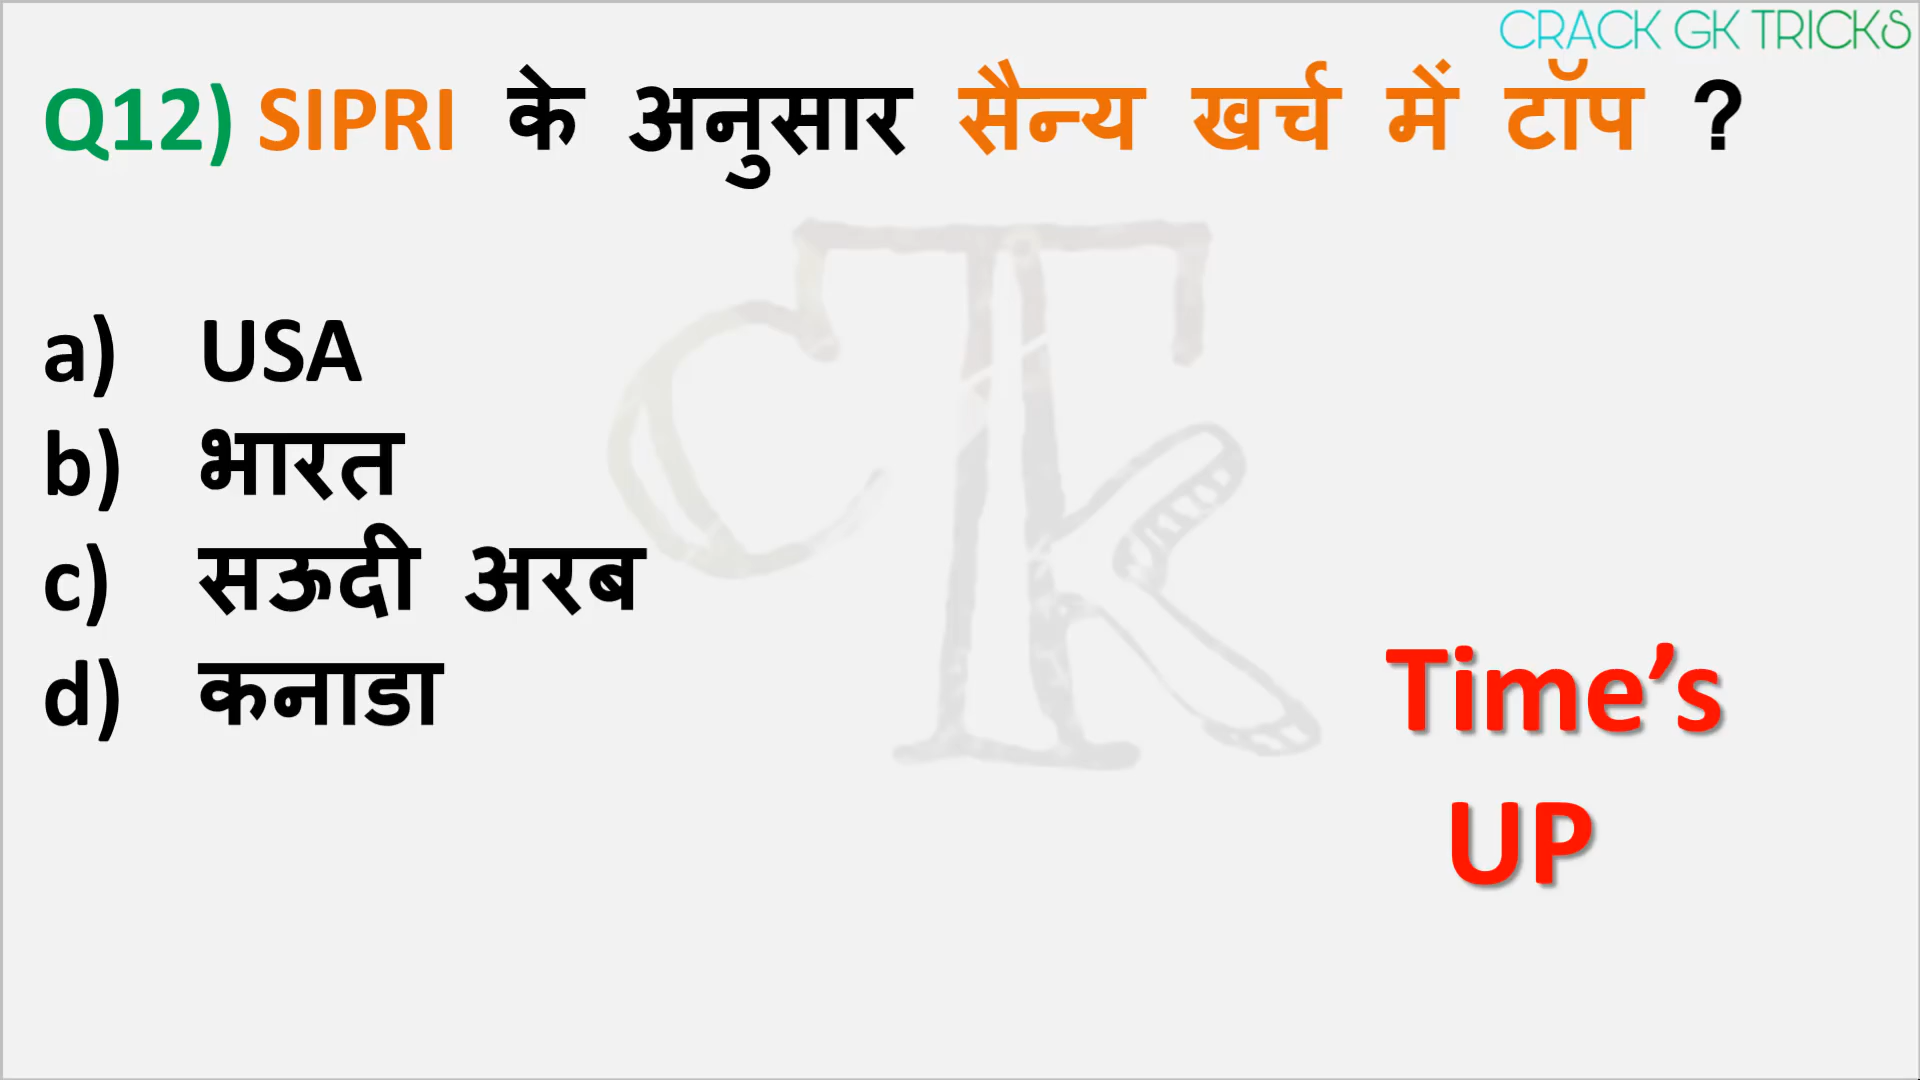 CRACK GK TRICKS
Q12) SIPRI के अनुसार सैन्य खर्च में टॉप ?
a) USA
b) भारत
c) सऊदी अरब
d) कनाडा
Time’s
UP